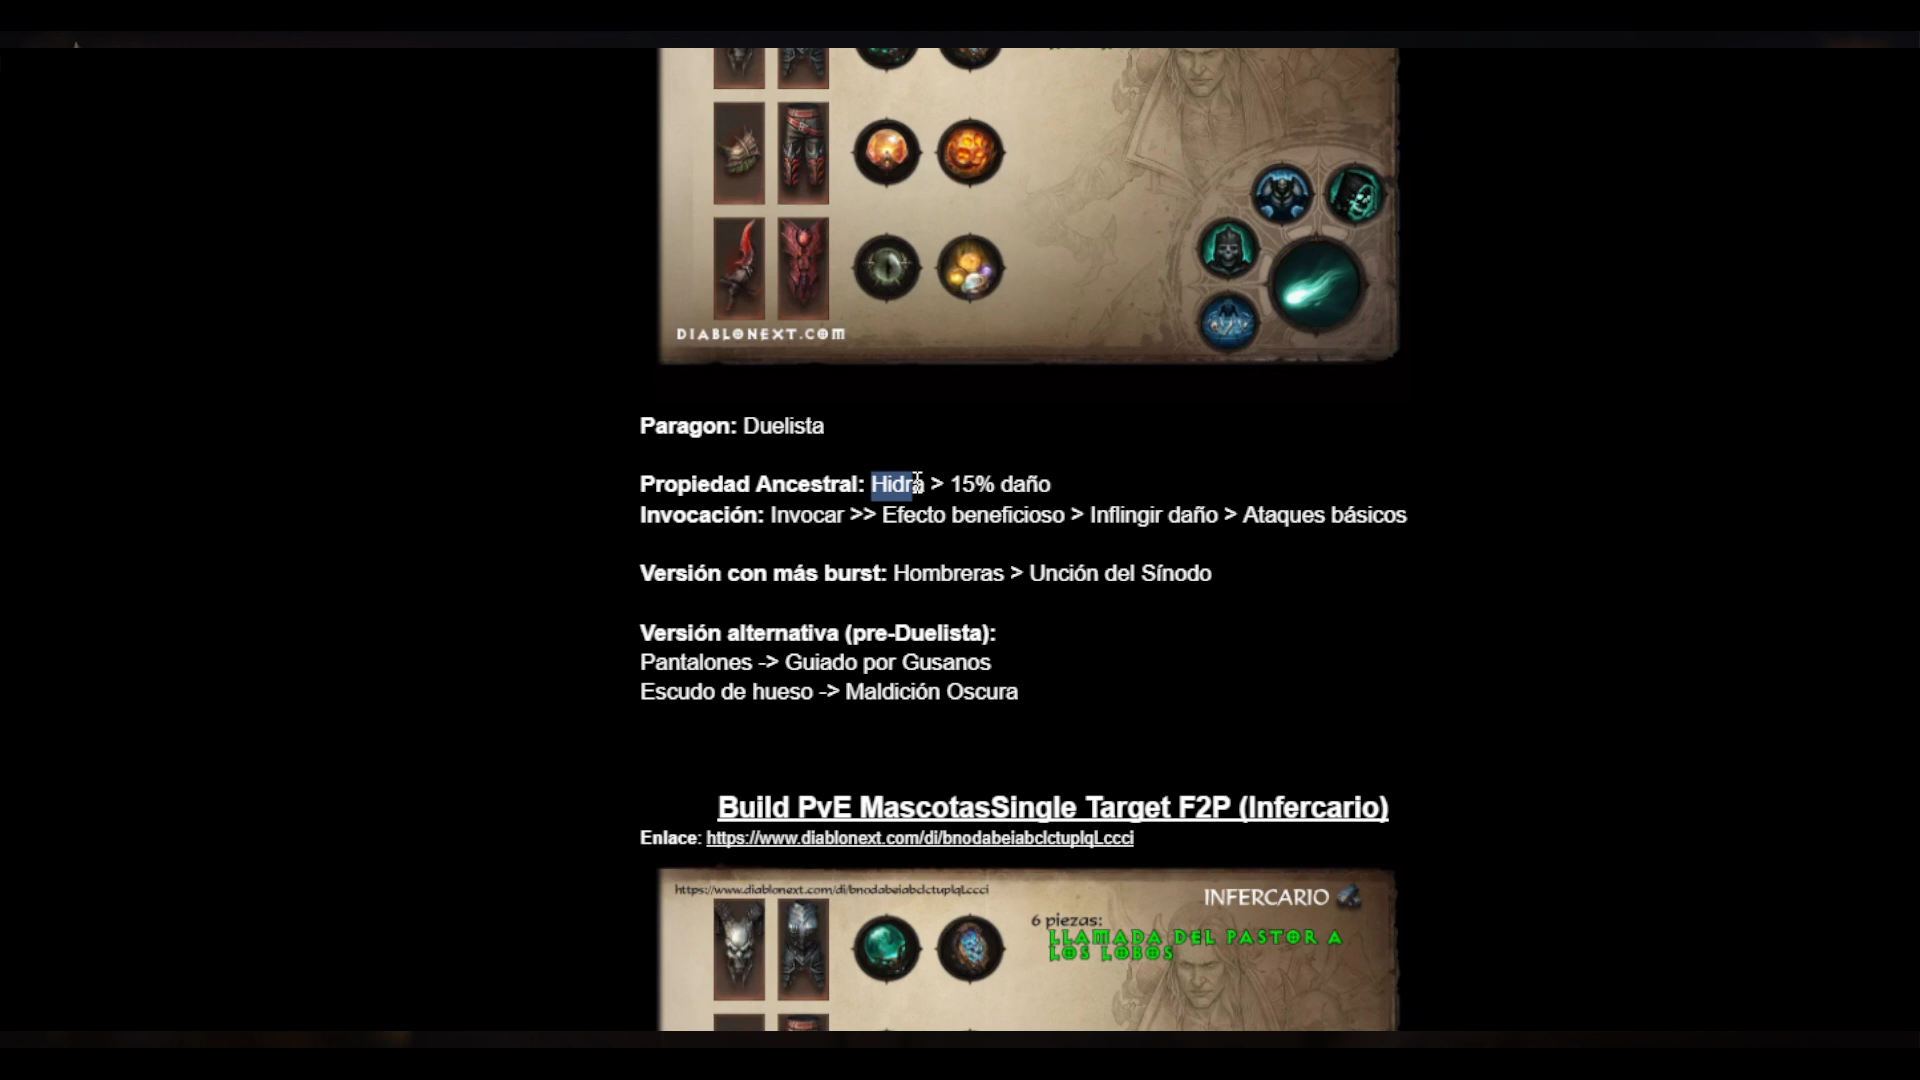 DIABLONEXT.COM
Paragon: Duelista
Propiedad Ancestral: Hidra > 15% daño
Invocación: Invocar >> Efecto beneficioso > Inflingir daño > Ataques básicos
Versión con más burst: Hombreras > Unción del Sínodo
Versión alternativa (pre-Duelista):
Pantalones -> Guiado por Gusanos
Escudo de hueso -> Maldición Oscura
Build PvE MascotasSingle Target F2P (Infercario)
Enlace: https://www.diablonext.com/di/bnodabeiabclctuplqLccci
https://www.diablonext.com/di/bnodabeiabclctuplqLccci
INFERCARIO
6 piezas:
LLAMADA DEL PASTOR A
LOS LOBOS